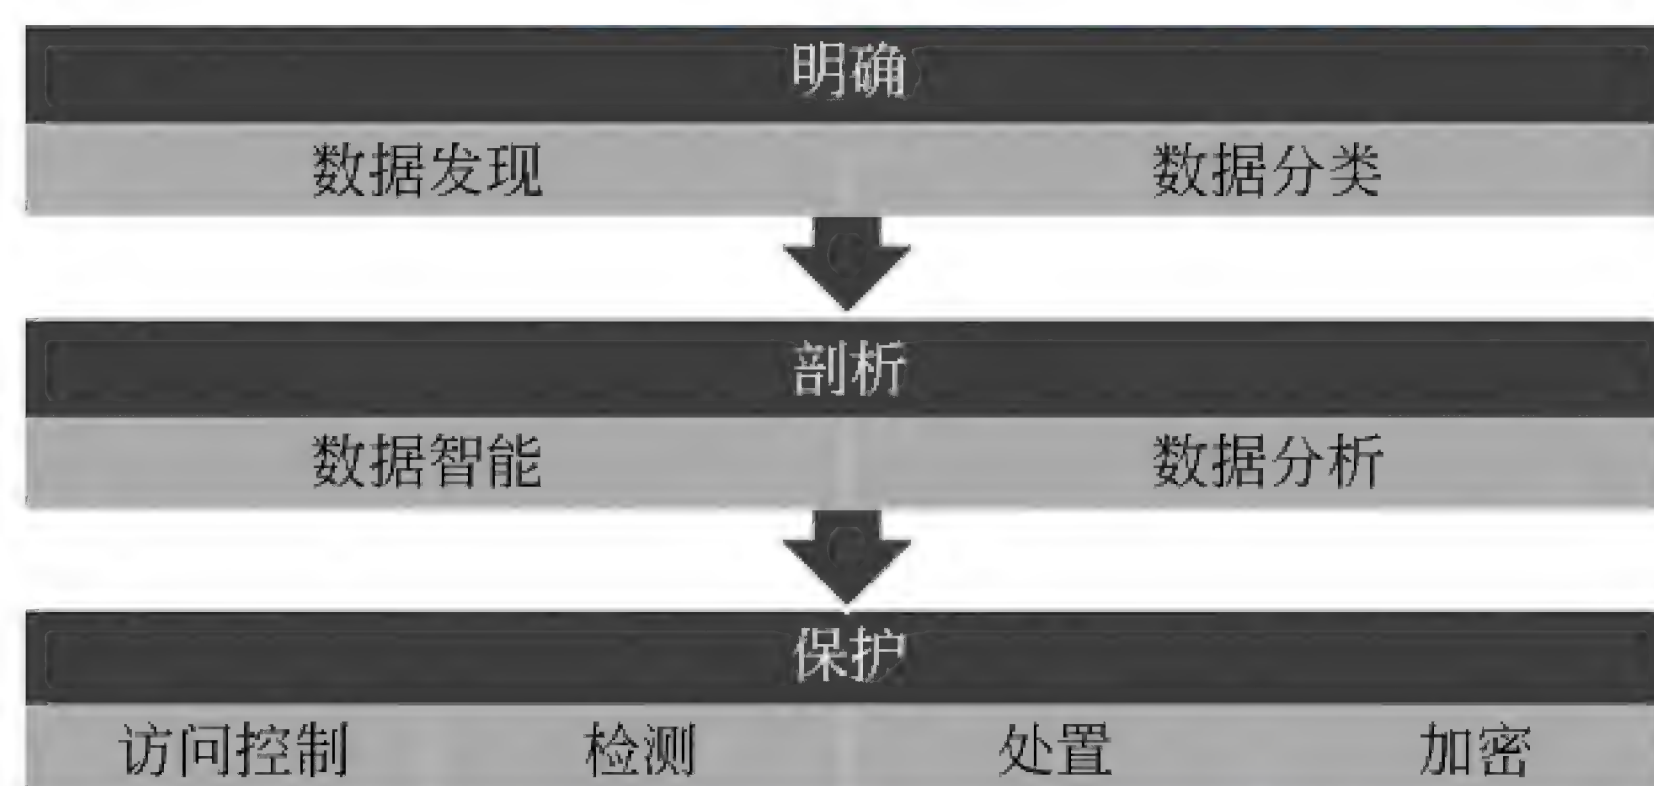 明确
数据发现 数据分类
剖析
数据智能 数据分析
保护
访问控制 检测 处置 加密